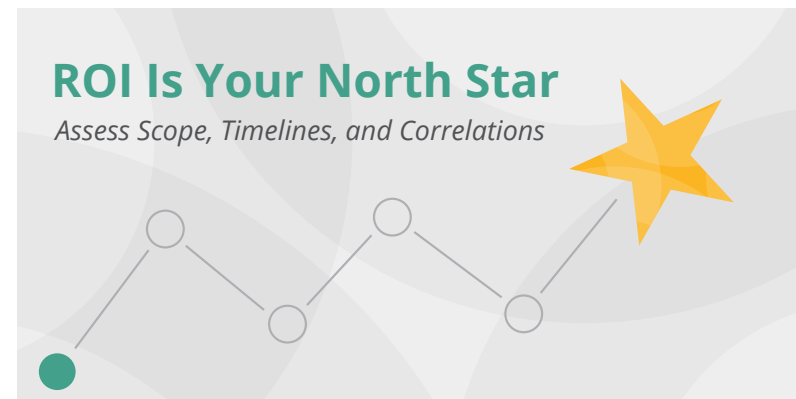 ROI Is Your North Star
Assess Scope, Timelines, and Correlations